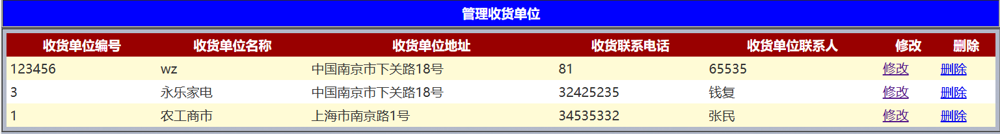 管理收货单位
收货单位编号 收货单位名称 收货单位地址 收货联系电话 收货单位联系人 修改 删除
123456 wz 中国南京市下关路18号 81 65535 修改 删除
3 永乐家电 中国南京市下关路18号 32425235 钱复 修改 删除
1 农工商市 上海市南京路1号 34535332 张民 修改 删除